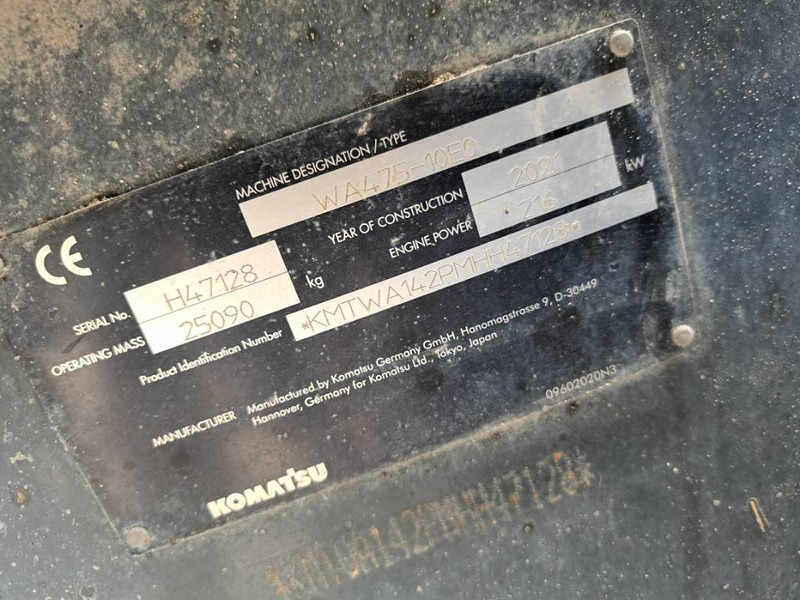 MACHINE DESIGNATION / TYPE
WA475-10E0
YEAR OF CONSTRUCTION 2021
ENGINE POWER 216 kW
CE
SERIAL No. H47128
OPERATING MASS 25090 kg
Product Identification Number *KMTWA142PMHH47128*
MANUFACTURER Manufactured by Komatsu Germany GmbH, Hanomagstrasse 9, D-30449
Hannover, Germany for Komatsu Ltd., Tokyo, Japan
09602020N3
KOMATSU
*KMTWA142PMHH47128*